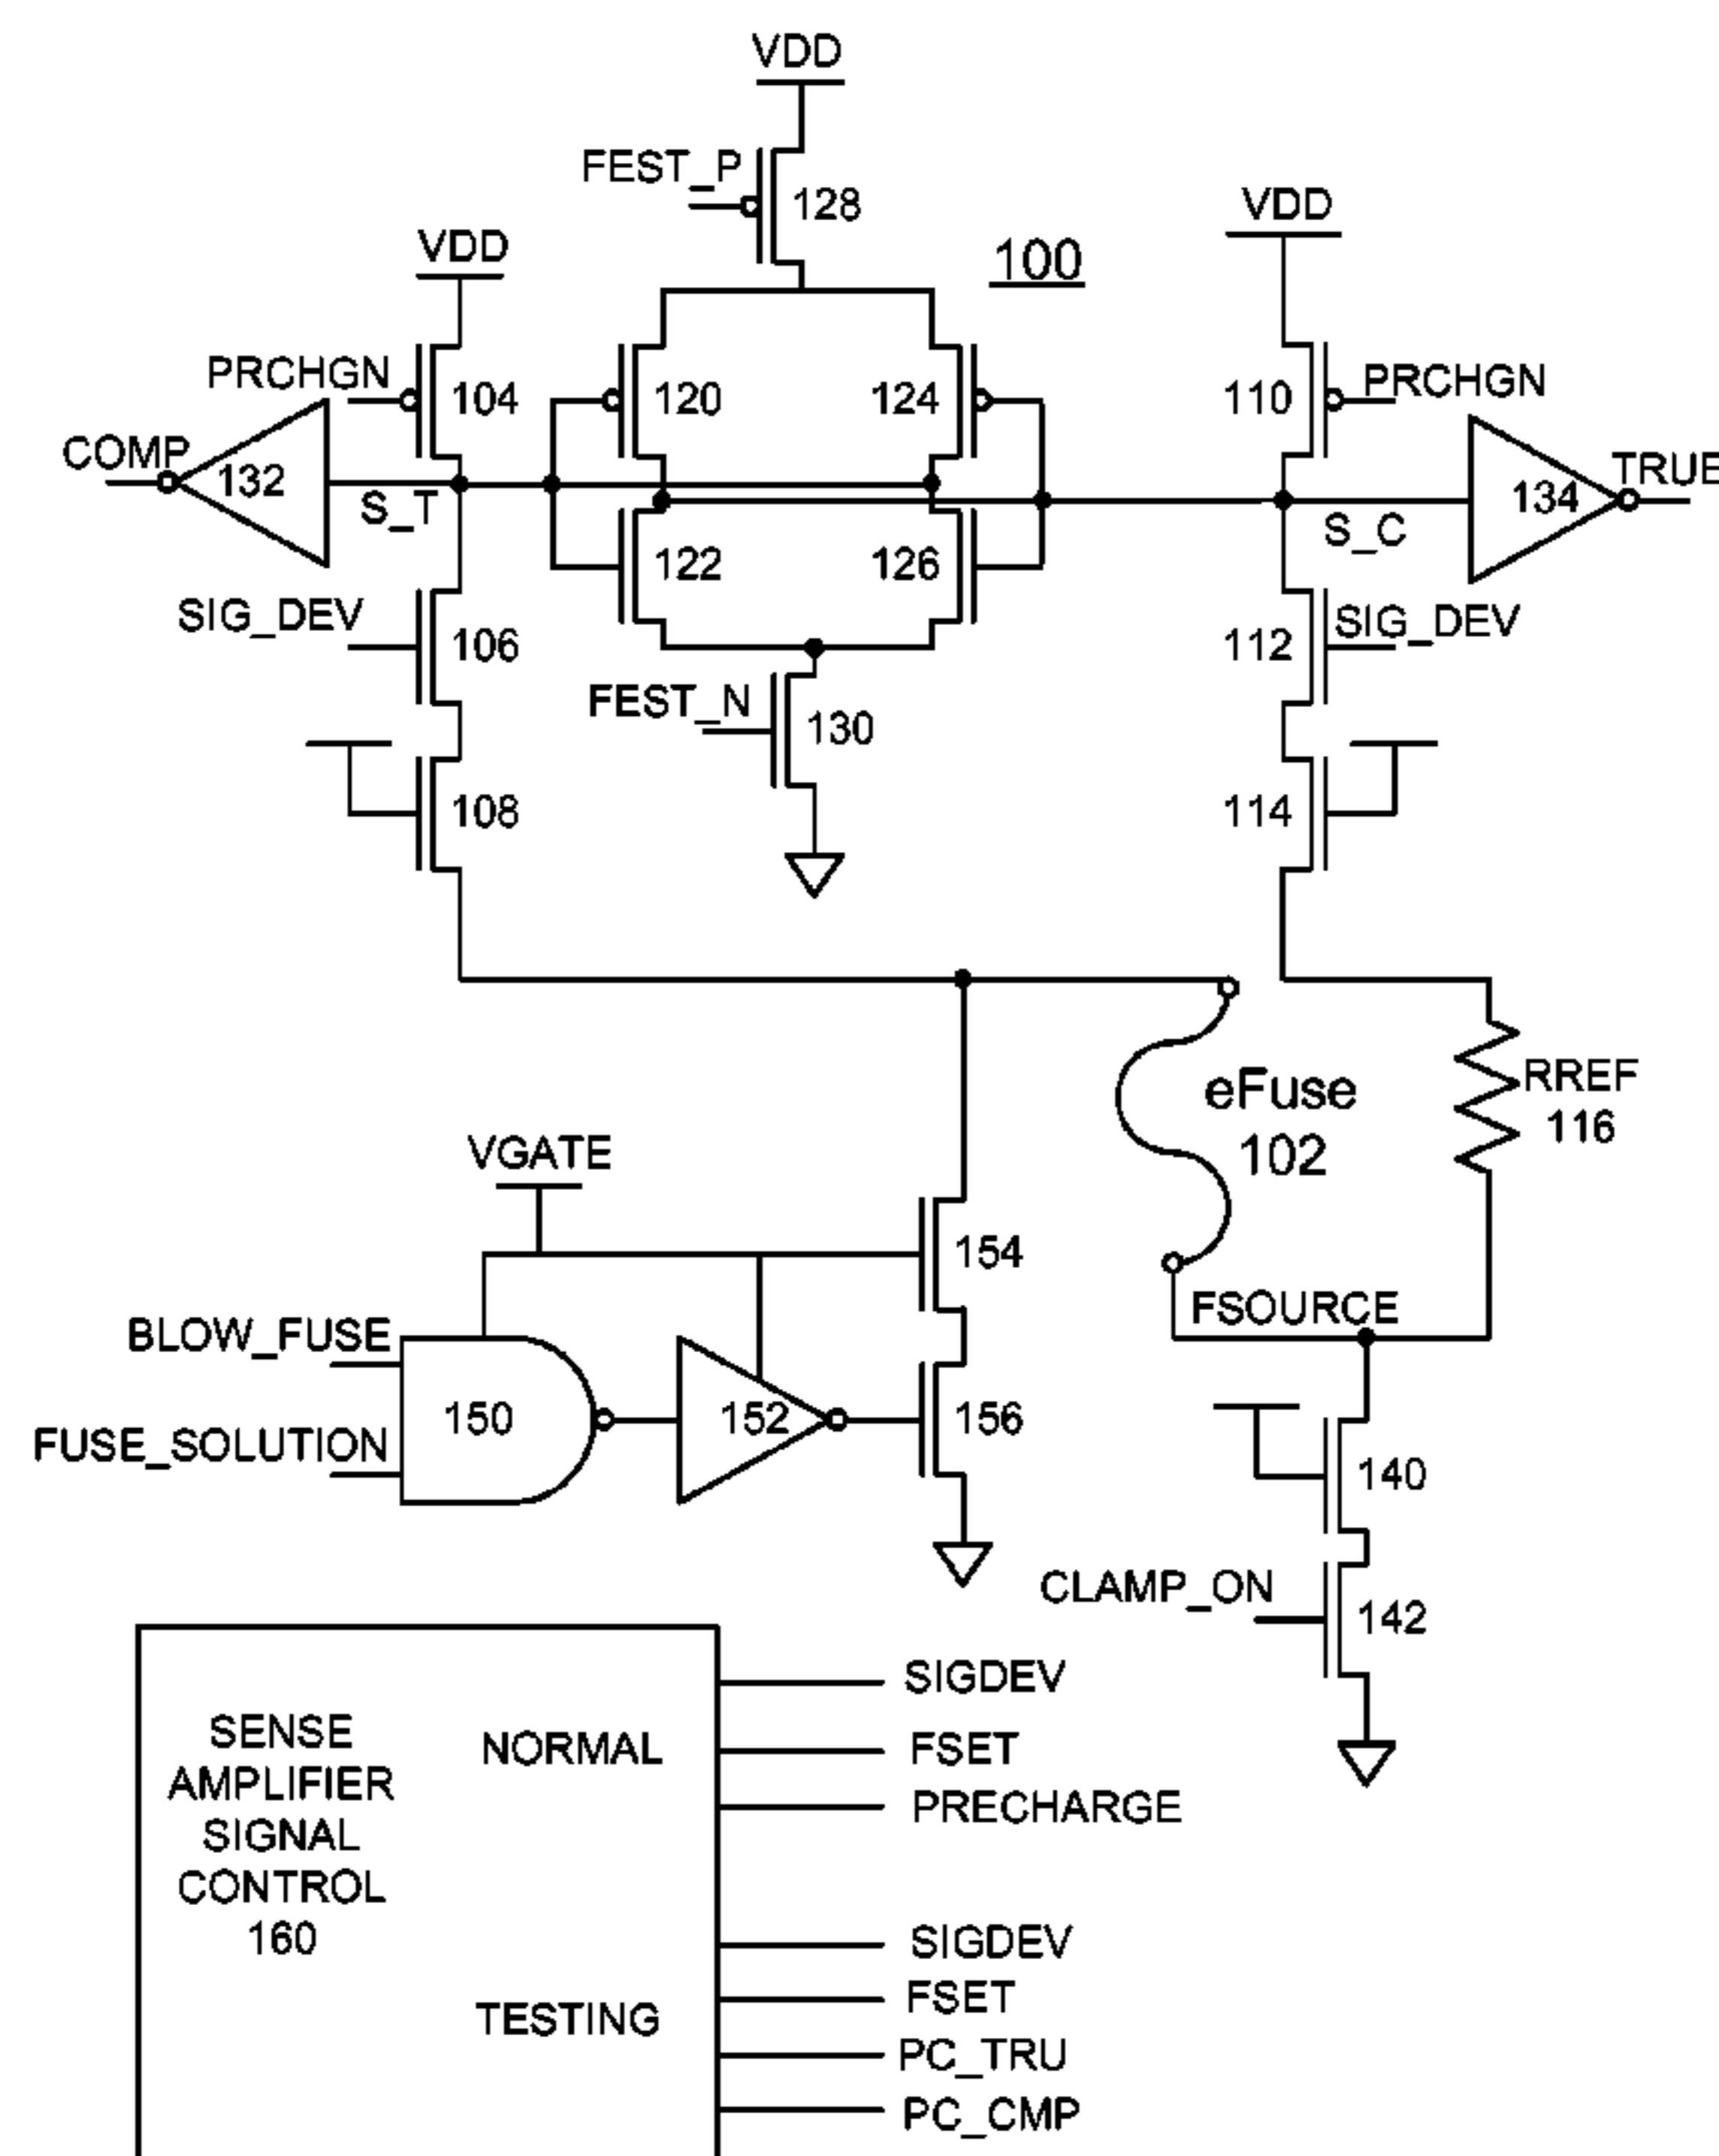 VDD
FEST_P
128
VDD
100
VDD
PRCHGN
104
120
124
110
PRCHGN
COMP
132
S_T
134
TRUE
S_C
122
126
SIG_DEV
106
112
SIG_DEV
FEST_N
130
108
114
eFuse
102
RREF
116
VGATE
154
FSOURCE
BLOW_FUSE
150
152
156
FUSE_SOLUTION
140
CLAMP_ON
142
SENSE
AMPLIFIER
SIGNAL
CONTROL
160
NORMAL
SIGDEV
FSET
PRECHARGE
TESTING
SIGDEV
FSET
PC_TRU
PC_CMP